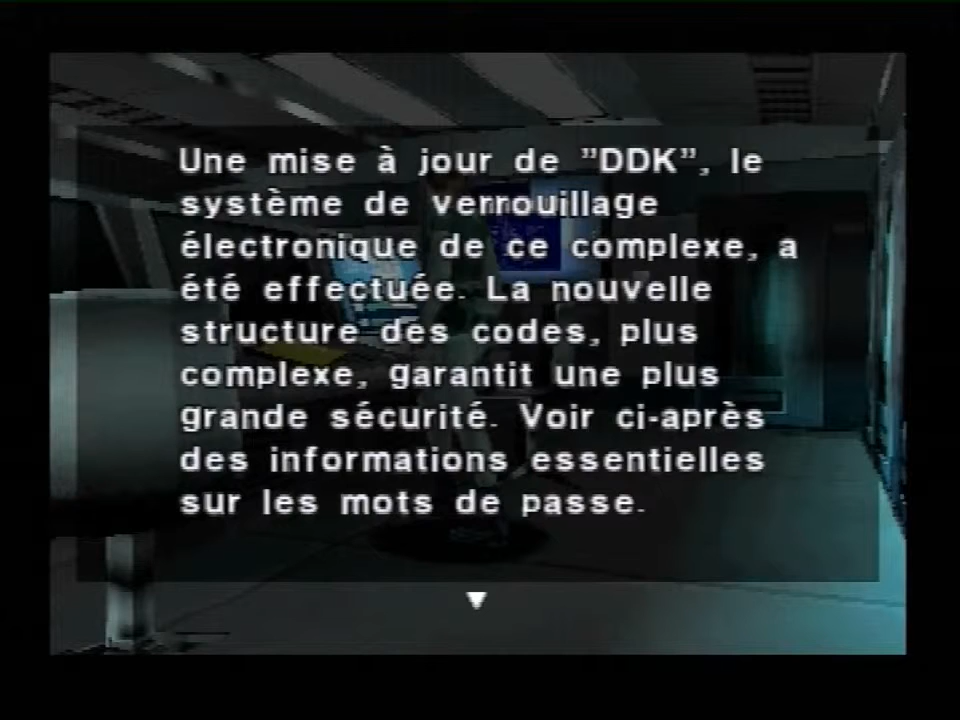 Une mise à jour de "DDK", le
système de verrouillage
électronique de ce complexe, a
été effectuée. La nouvelle
structure des codes, plus
complexe, garantit une plus
grande sécurité. Voir ci-après
des informations essentielles
sur les mots de passe.